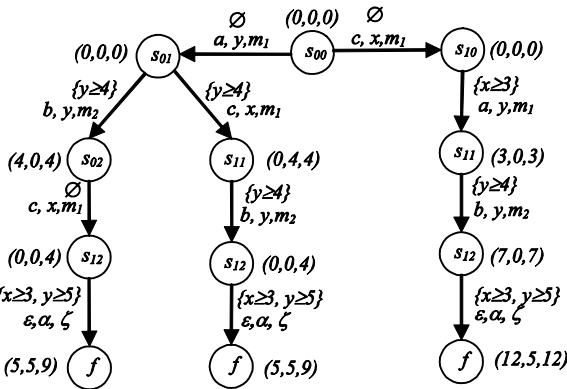 ∅ (0,0,0) ∅
(0,0,0) s01 a, y,m1 s00 c, x,m1 s10 (0,0,0)
{y≥4} {y≥4} {x≥3}
b, y,m2 c, x,m1 a, y,m1
(4,0,4) s02 s11 (0,4,4) s11 (3,0,3)
∅ {y≥4} {y≥4}
c, x,m1 b, y,m2 b, y,m2
(0,0,4) s12 s12 (0,0,4) s12 (7,0,7)
{x≥3, y≥5} {x≥3, y≥5} {x≥3, y≥5}
ε,α, ζ ε,α, ζ ε,α, ζ
(5,5,9) f f (5,5,9) f (12,5,12)